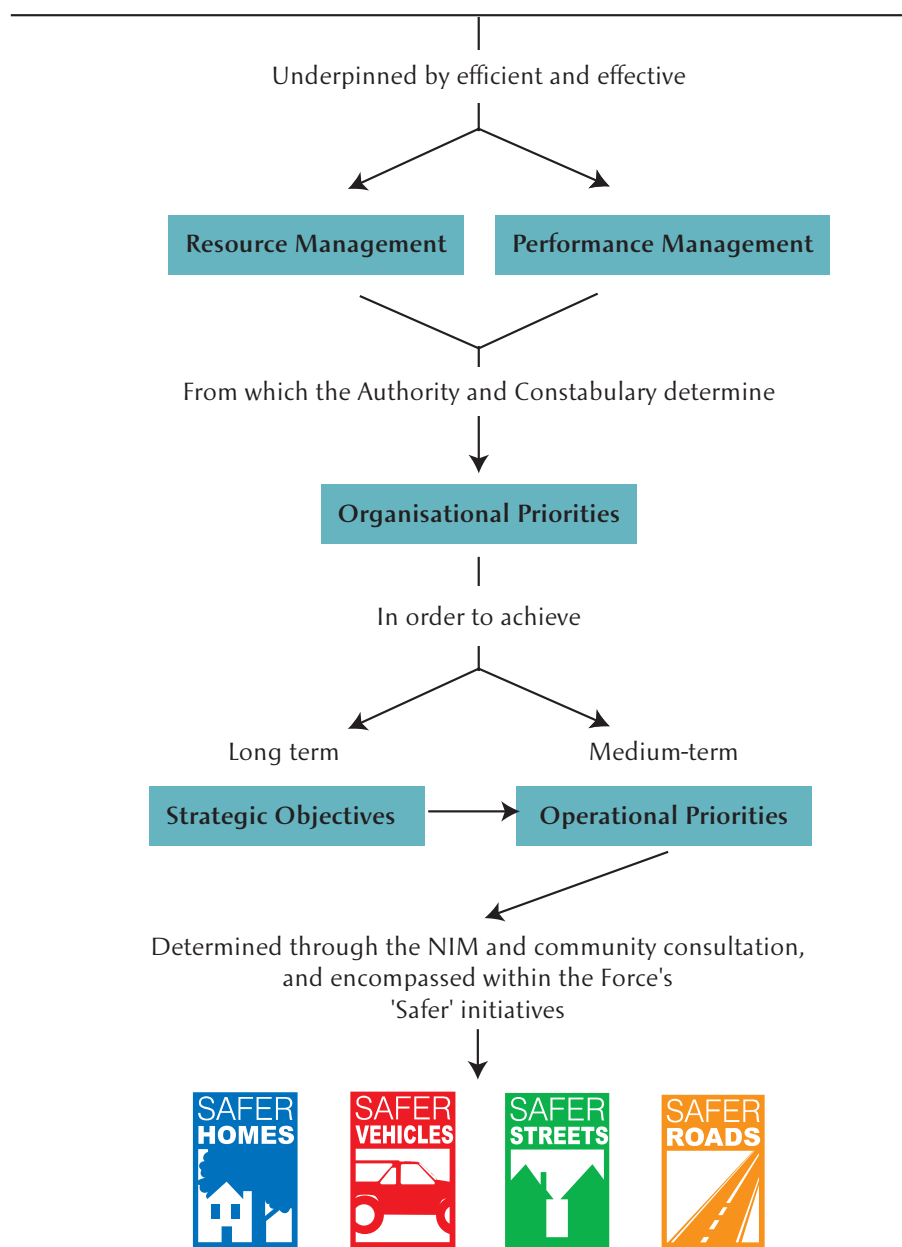 Underpinned by efficient and effective
Resource Management
Performance Management
From which the Authority and Constabulary determine
Organisational Priorities
In order to achieve
Long term
Medium-term
Strategic Objectives
Operational Priorities
Determined through the NIM and community consultation,
and encompassed within the Force's
'Safer' initiatives
SAFER
HOMES
SAFER
VEHICLES
SAFER
STREETS
SAFER
ROADS